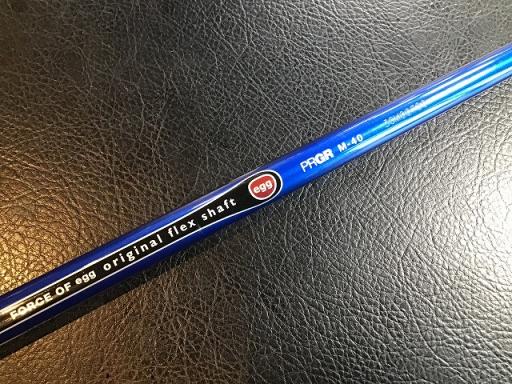 FORCE OF egg original flex shaft
egg
PRGR M-40